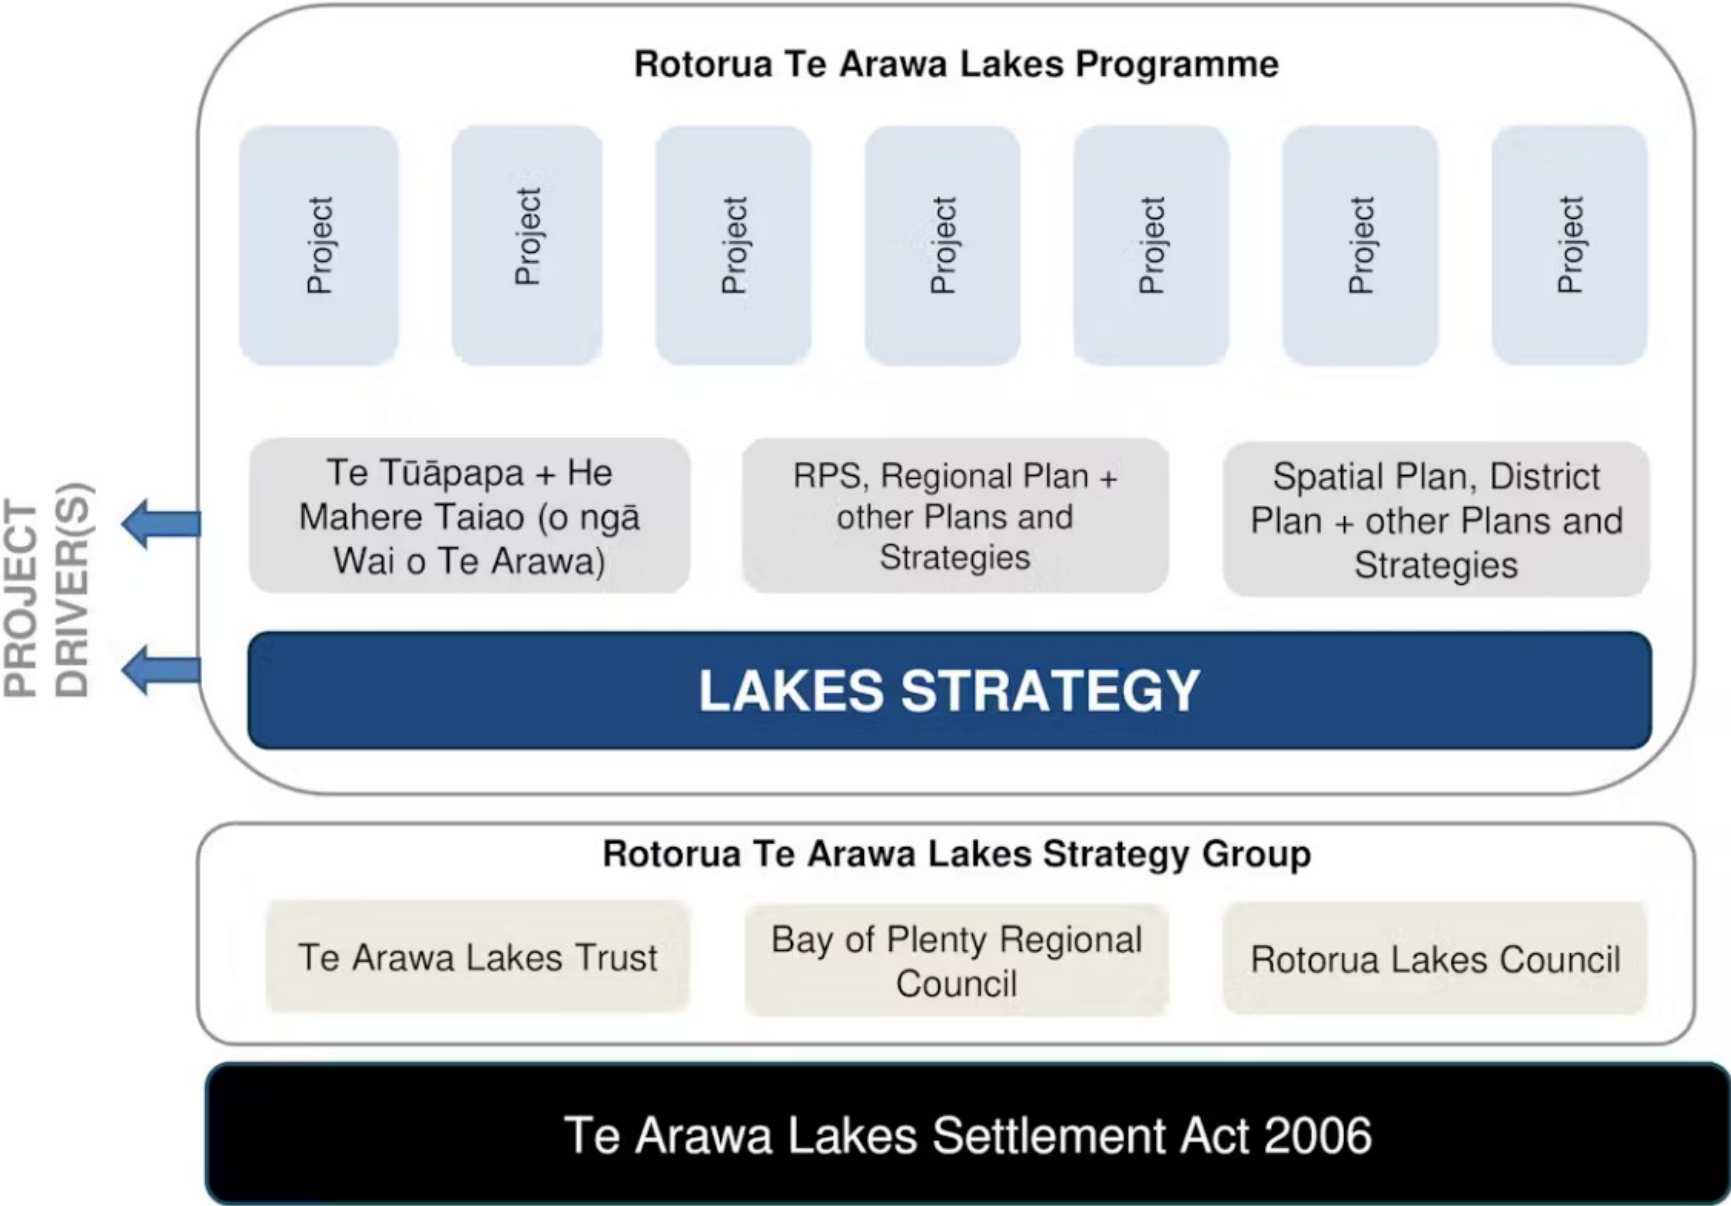 Rotorua Te Arawa Lakes Programme
Project
Project
Project
Project
Project
Project
Project
PROJECT
DRIVER(S)
Te Tūāpapa + He
Mahere Taiao (o ngā
Wai o Te Arawa)
RPS, Regional Plan +
other Plans and
Strategies
Spatial Plan, District
Plan + other Plans and
Strategies
LAKES STRATEGY
Rotorua Te Arawa Lakes Strategy Group
Te Arawa Lakes Trust
Bay of Plenty Regional
Council
Rotorua Lakes Council
Te Arawa Lakes Settlement Act 2006